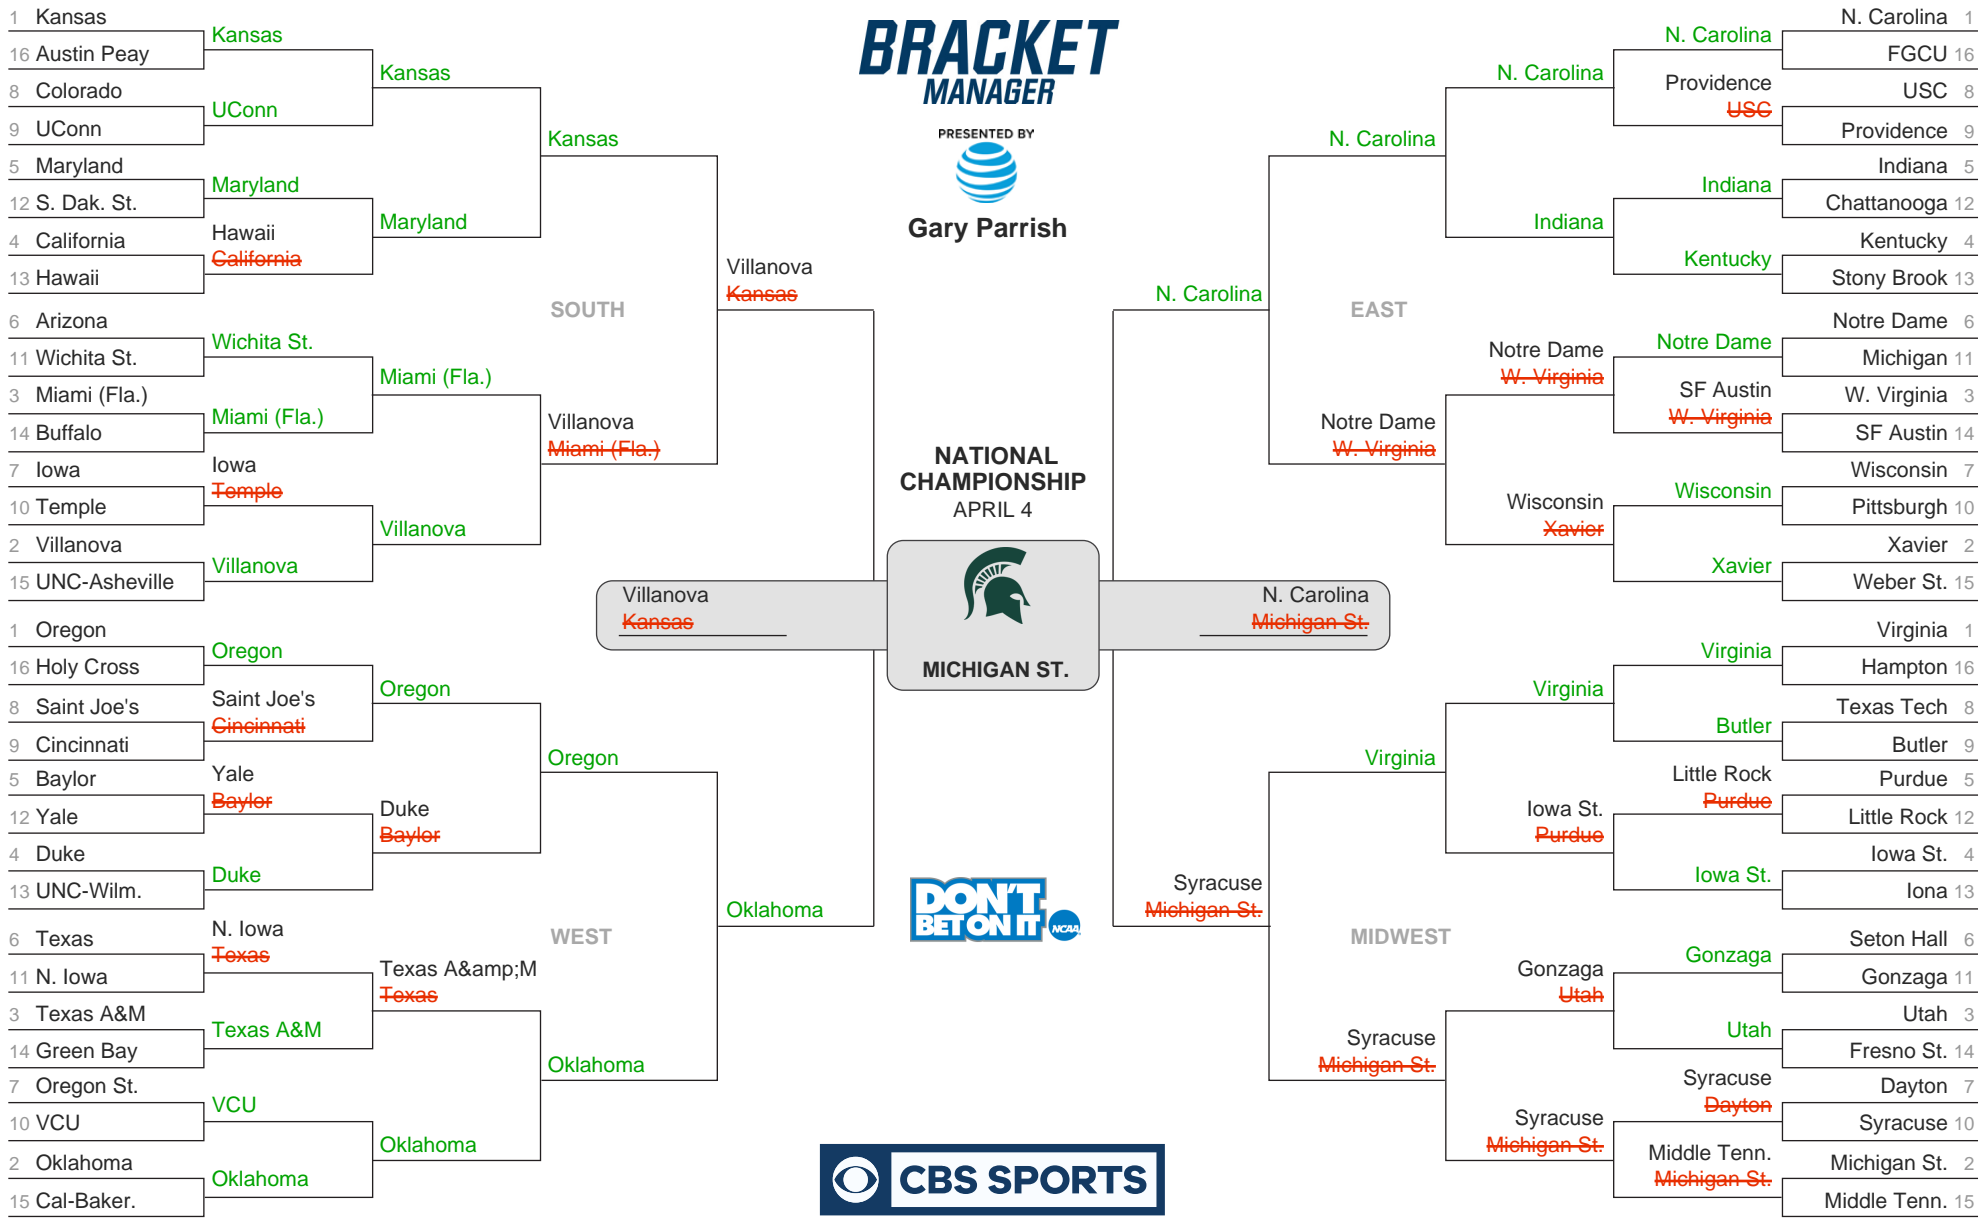 BRACKET
MANAGER
PRESENTED BY
Gary Parrish
1 Kansas
16 Austin Peay
8 Colorado
9 UConn
5 Maryland
12 S. Dak. St.
4 California
13 Hawaii
6 Arizona
11 Wichita St.
3 Miami (Fla.)
14 Buffalo
7 Iowa
10 Temple
2 Villanova
15 UNC-Asheville
Kansas
UConn
Maryland
Hawaii
California
Wichita St.
Miami (Fla.)
Iowa
Temple
Villanova
Kansas
Maryland
Miami (Fla.)
Villanova
Kansas
Villanova
Miami (Fla.)
SOUTH
Villanova
Kansas
1 Oregon
16 Holy Cross
8 Saint Joe's
9 Cincinnati
5 Baylor
12 Yale
4 Duke
13 UNC-Wilm.
6 Texas
11 N. Iowa
3 Texas A&M
14 Green Bay
7 Oregon St.
10 VCU
2 Oklahoma
15 Cal-Baker.
Oregon
Saint Joe's
Cincinnati
Yale
Baylor
Duke
N. Iowa
Texas
Texas A&M
VCU
Oklahoma
Oregon
Duke
Baylor
Texas A&amp;M
Texas
Oklahoma
Oregon
Oklahoma
WEST
Oklahoma
NATIONAL
CHAMPIONSHIP
APRIL 4
Villanova
Kansas
MICHIGAN ST.
N. Carolina
Michigan St.
DON'T
BET ON IT
NCAA
CBS SPORTS
N. Carolina 1
FGCU 16
USC 8
Providence 9
Indiana 5
Chattanooga 12
Kentucky 4
Stony Brook 13
Notre Dame 6
Michigan 11
W. Virginia 3
SF Austin 14
Wisconsin 7
Pittsburgh 10
Xavier 2
Weber St. 15
N. Carolina
Providence
USC
Indiana
Kentucky
Notre Dame
SF Austin
W. Virginia
Wisconsin
Xavier
N. Carolina
Indiana
Notre Dame
W. Virginia
Wisconsin
Xavier
N. Carolina
Notre Dame
W. Virginia
EAST
N. Carolina
Virginia 1
Hampton 16
Texas Tech 8
Butler 9
Purdue 5
Little Rock 12
Iowa St. 4
Iona 13
Seton Hall 6
Gonzaga 11
Utah 3
Fresno St. 14
Dayton 7
Syracuse 10
Michigan St. 2
Middle Tenn. 15
Virginia
Butler
Little Rock
Purdue
Iowa St.
Gonzaga
Utah
Syracuse
Dayton
Middle Tenn.
Michigan St.
Virginia
Iowa St.
Purdue
Gonzaga
Utah
Syracuse
Michigan St.
Virginia
Syracuse
Michigan St.
MIDWEST
Syracuse
Michigan St.